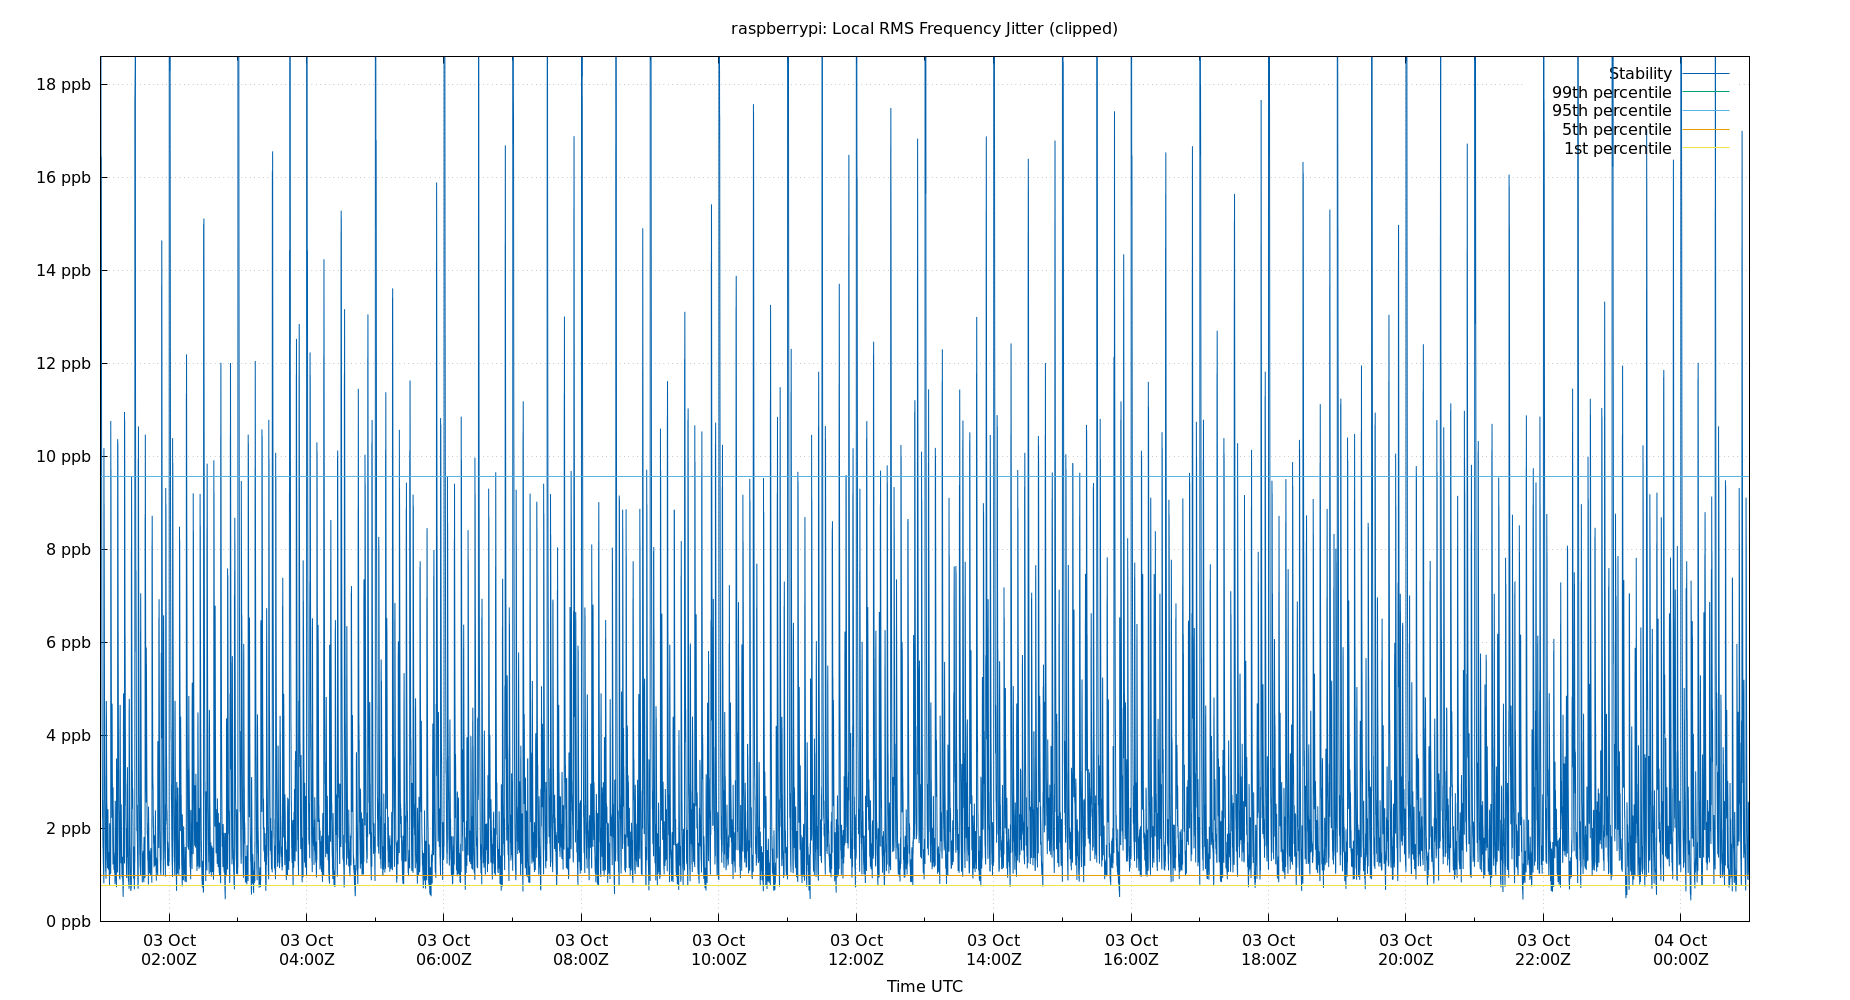 raspberrypi: Local RMS Frequency Jitter (clipped)
18 ppb
16 ppb
14 ppb
12 ppb
10 ppb
8 ppb
6 ppb
4 ppb
2 ppb
0 ppb
Stability
99th percentile
95th percentile
5th percentile
1st percentile
03 Oct 03 Oct 03 Oct 03 Oct 03 Oct 03 Oct 03 Oct 03 Oct 03 Oct 03 Oct 03 Oct 04 Oct
02:00Z 04:00Z 06:00Z 08:00Z 10:00Z 12:00Z 14:00Z 16:00Z 18:00Z 20:00Z 22:00Z 00:00Z
Time UTC